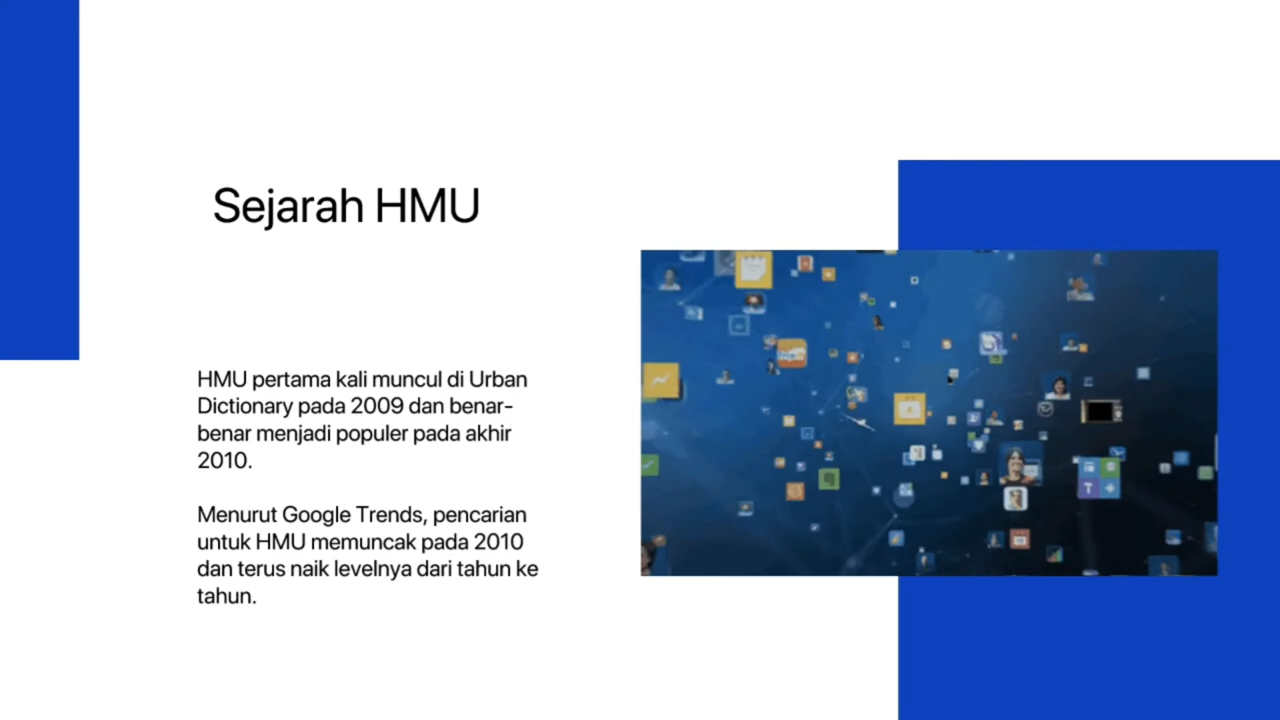 Sejarah HMU
HMU pertama kali muncul di Urban
Dictionary pada 2009 dan benar-
benar menjadi populer pada akhir
2010.
Menurut Google Trends, pencarian
untuk HMU memuncak pada 2010
dan terus naik levelnya dari tahun ke
tahun.